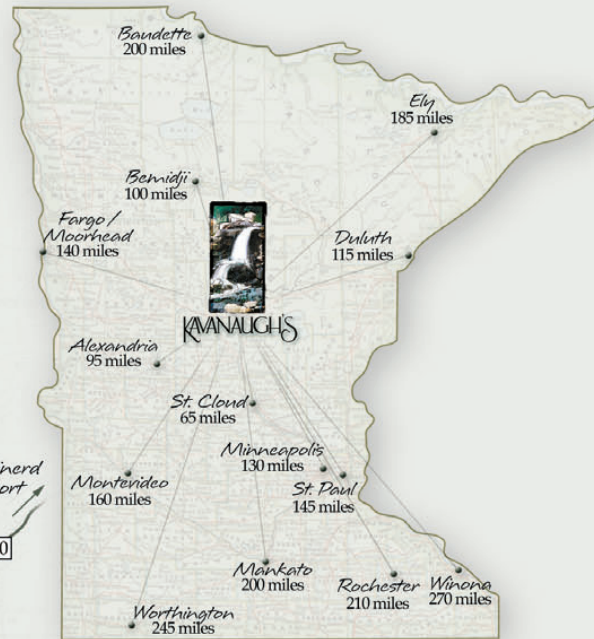 Baudette
200 miles
Ely
185 miles
Bemidji
100 miles
Fargo /
Moorhead
140 miles
Duluth
115 miles
KAVANAUGH'S
Alexandria
95 miles
St. Cloud
65 miles
Minneapolis
130 miles
St. Paul
145 miles
Montevideo
160 miles
Mankato
200 miles
Rochester
210 miles
Winona
270 miles
Worthington
245 miles